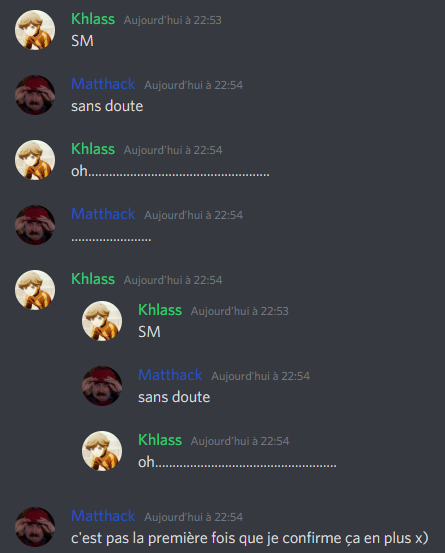 Khlass Aujourd'hui à 22:53
SM
Matthack Aujourd'hui à 22:54
sans doute
Khlass Aujourd'hui à 22:54
oh....................................................
Matthack Aujourd'hui à 22:54
.......................
Khlass Aujourd'hui à 22:54
Khlass Aujourd'hui à 22:53
SM
Matthack Aujourd'hui à 22:54
sans doute
Khlass Aujourd'hui à 22:54
oh....................................................
Matthack Aujourd'hui à 22:54
c'est pas la première fois que je confirme ça en plus x)